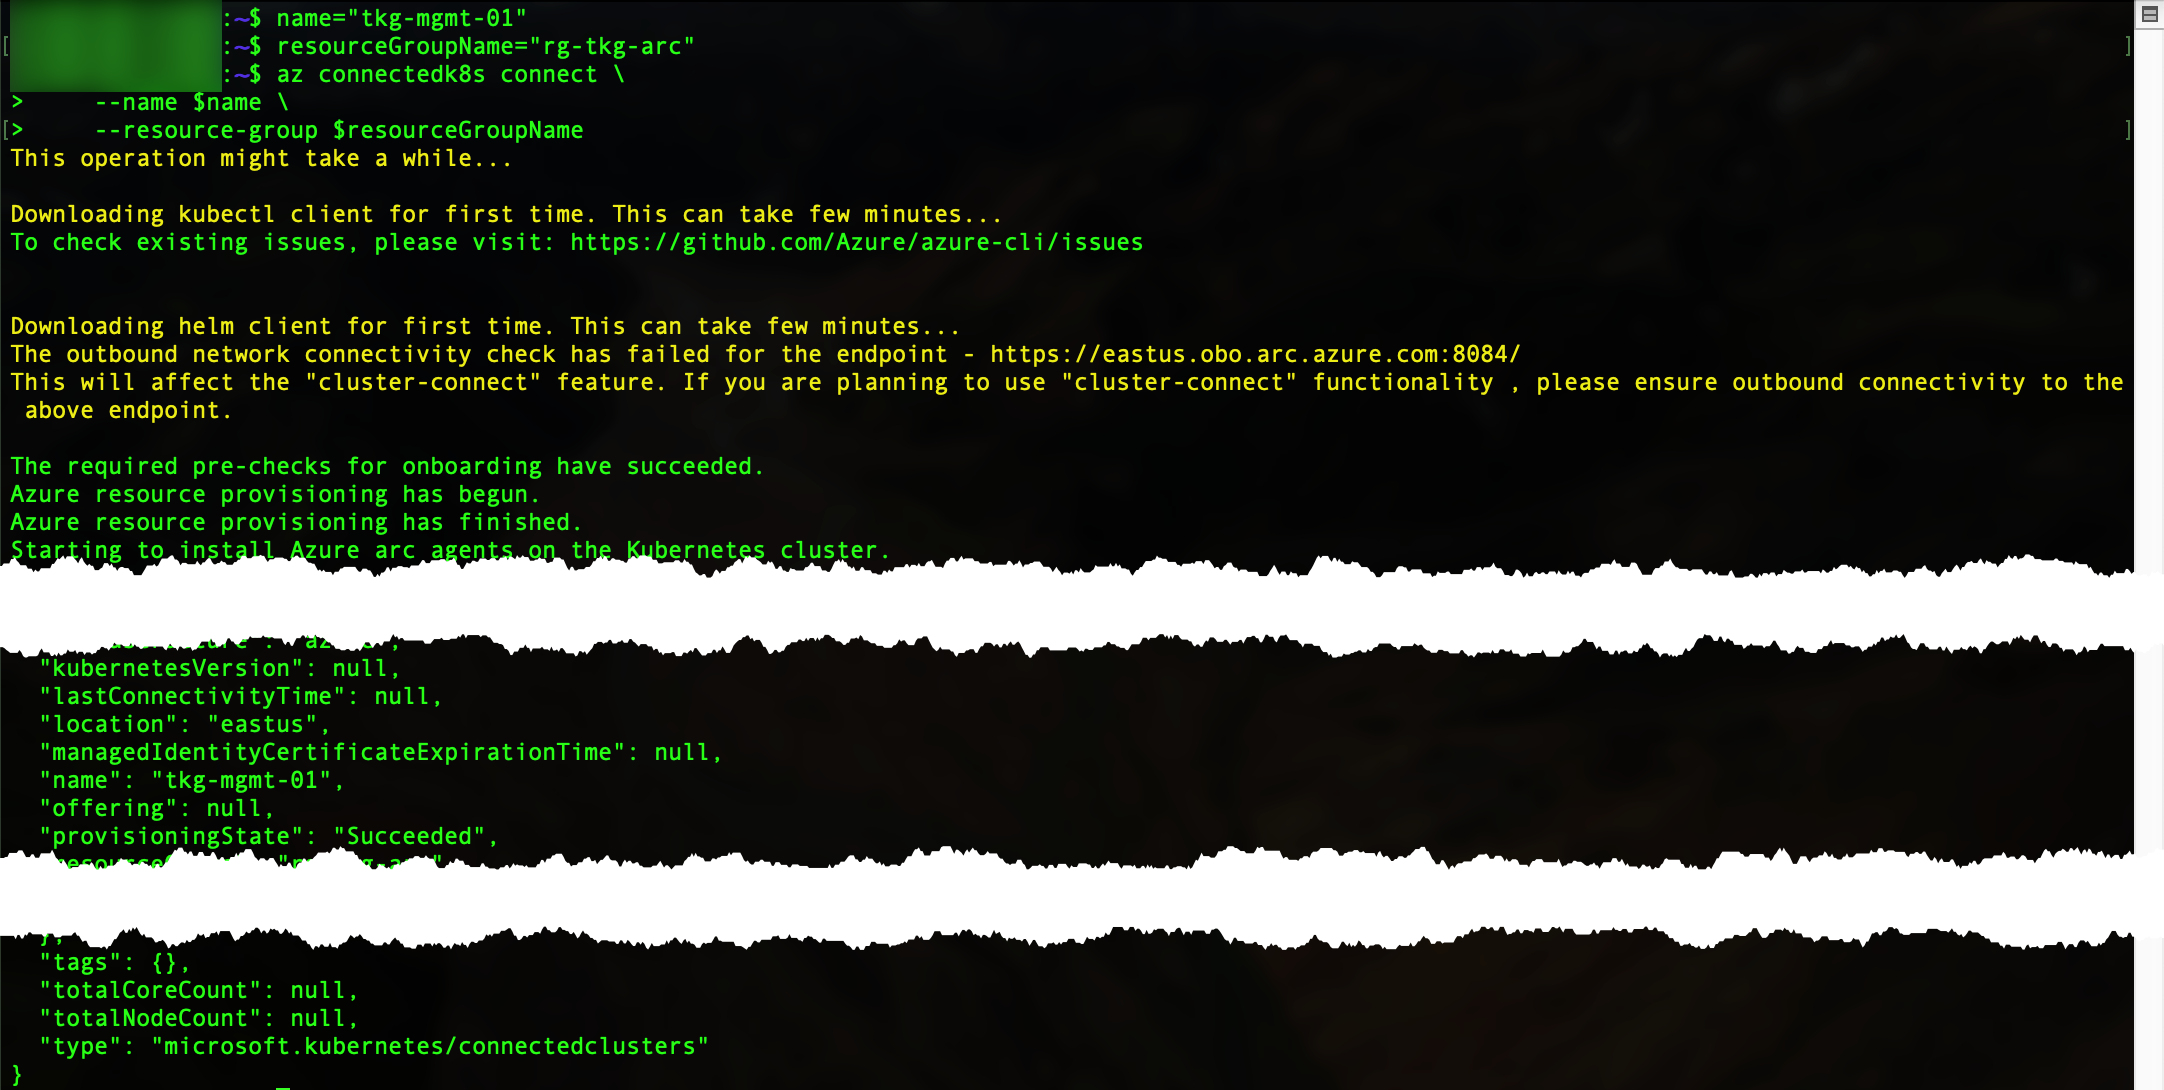 :~$ name="tkg-mgmt-01"
[:~$ resourceGroupName="rg-tkg-arc" ]
:~$ az connectedk8s connect \
> --name $name \
[> --resource-group $resourceGroupName ]
This operation might take a while...
Downloading kubectl client for first time. This can take few minutes...
To check existing issues, please visit: https://github.com/Azure/azure-cli/issues
Downloading helm client for first time. This can take few minutes...
The outbound network connectivity check has failed for the endpoint - https://eastus.obo.arc.azure.com:8084/
This will affect the "cluster-connect" feature. If you are planning to use "cluster-connect" functionality , please ensure outbound connectivity to the
above endpoint.
The required pre-checks for onboarding have succeeded.
Azure resource provisioning has begun.
Azure resource provisioning has finished.
Starting to install Azure arc agents on the Kubernetes cluster.
"kubernetesVersion": null,
"lastConnectivityTime": null,
"location": "eastus",
"managedIdentityCertificateExpirationTime": null,
"name": "tkg-mgmt-01",
"offering": null,
"provisioningState": "Succeeded",
},
"tags": {},
"totalCoreCount": null,
"totalNodeCount": null,
"type": "microsoft.kubernetes/connectedclusters"
}